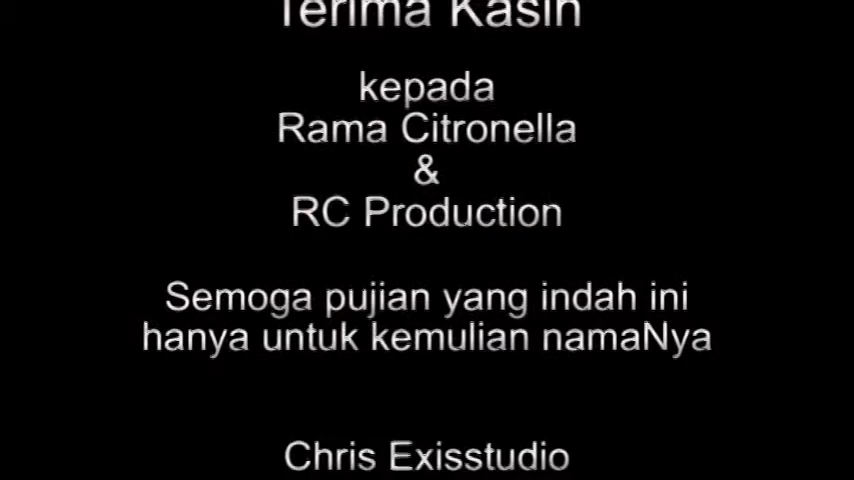 Terima Kasih
kepada
Rama Citronella
&
RC Production
Semoga pujian yang indah ini
hanya untuk kemulian namaNya
Chris Exisstudio